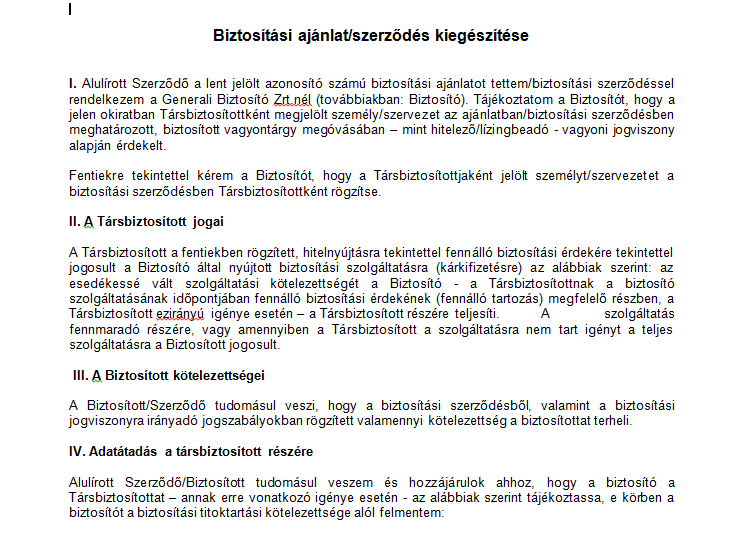 Biztosítási ajánlat/szerződés kiegészítése
I. Alulírott Szerződő a lent jelölt azonosító számú biztosítási ajánlatot tettem/biztosítási szerződéssel
rendelkezem a Generali Biztosító Zrt.nél (továbbiakban: Biztosító). Tájékoztatom a Biztosítót, hogy a
jelen okiratban Társbiztosítottként megjelölt személy/szervezet az ajánlatban/biztosítási szerződésben
meghatározott, biztosított vagyontárgy megóvásában – mint hitelező/lízingbeadó - vagyoni jogviszony
alapján érdekelt.
Fentiekre tekintettel kérem a Biztosítót, hogy a Társbiztosítottjaként jelölt személyt/szervezetet a
biztosítási szerződésben Társbiztosítottként rögzítse.
II. A Társbiztosított jogai
A Társbiztosított a fentiekben rögzített, hitelnyújtásra tekintettel fennálló biztosítási érdekére tekintettel
jogosult a Biztosító által nyújtott biztosítási szolgáltatásra (kárkifizetésre) az alábbiak szerint: az
esedékessé vált szolgáltatási kötelezettségét a Biztosító - a Társbiztosítottnak a biztosító
szolgáltatásának időpontjában fennálló biztosítási érdekének (fennálló tartozás) megfelelő részben, a
Társbiztosított ezirányú igénye esetén – a Társbiztosított részére teljesíti. A szolgáltatás
fennmaradó részére, vagy amennyiben a Társbiztosított a szolgáltatásra nem tart igényt a teljes
szolgáltatásra a Biztosított jogosult.
III. A Biztosított kötelezettségei
A Biztosított/Szerződő tudomásul veszi, hogy a biztosítási szerződésből, valamint a biztosítási
jogviszonyra irányadó jogszabályokban rögzített valamennyi kötelezettség a biztosítottat terheli.
IV. Adatátadás a társbiztosított részére
Alulírott Szerződő/Biztosított tudomásul veszem és hozzájárulok ahhoz, hogy a biztosító a
Társbiztosítottat – annak erre vonatkozó igénye esetén - az alábbiak szerint tájékoztassa, e körben a
biztosítót a biztosítási titoktartási kötelezettsége alól felmentem: